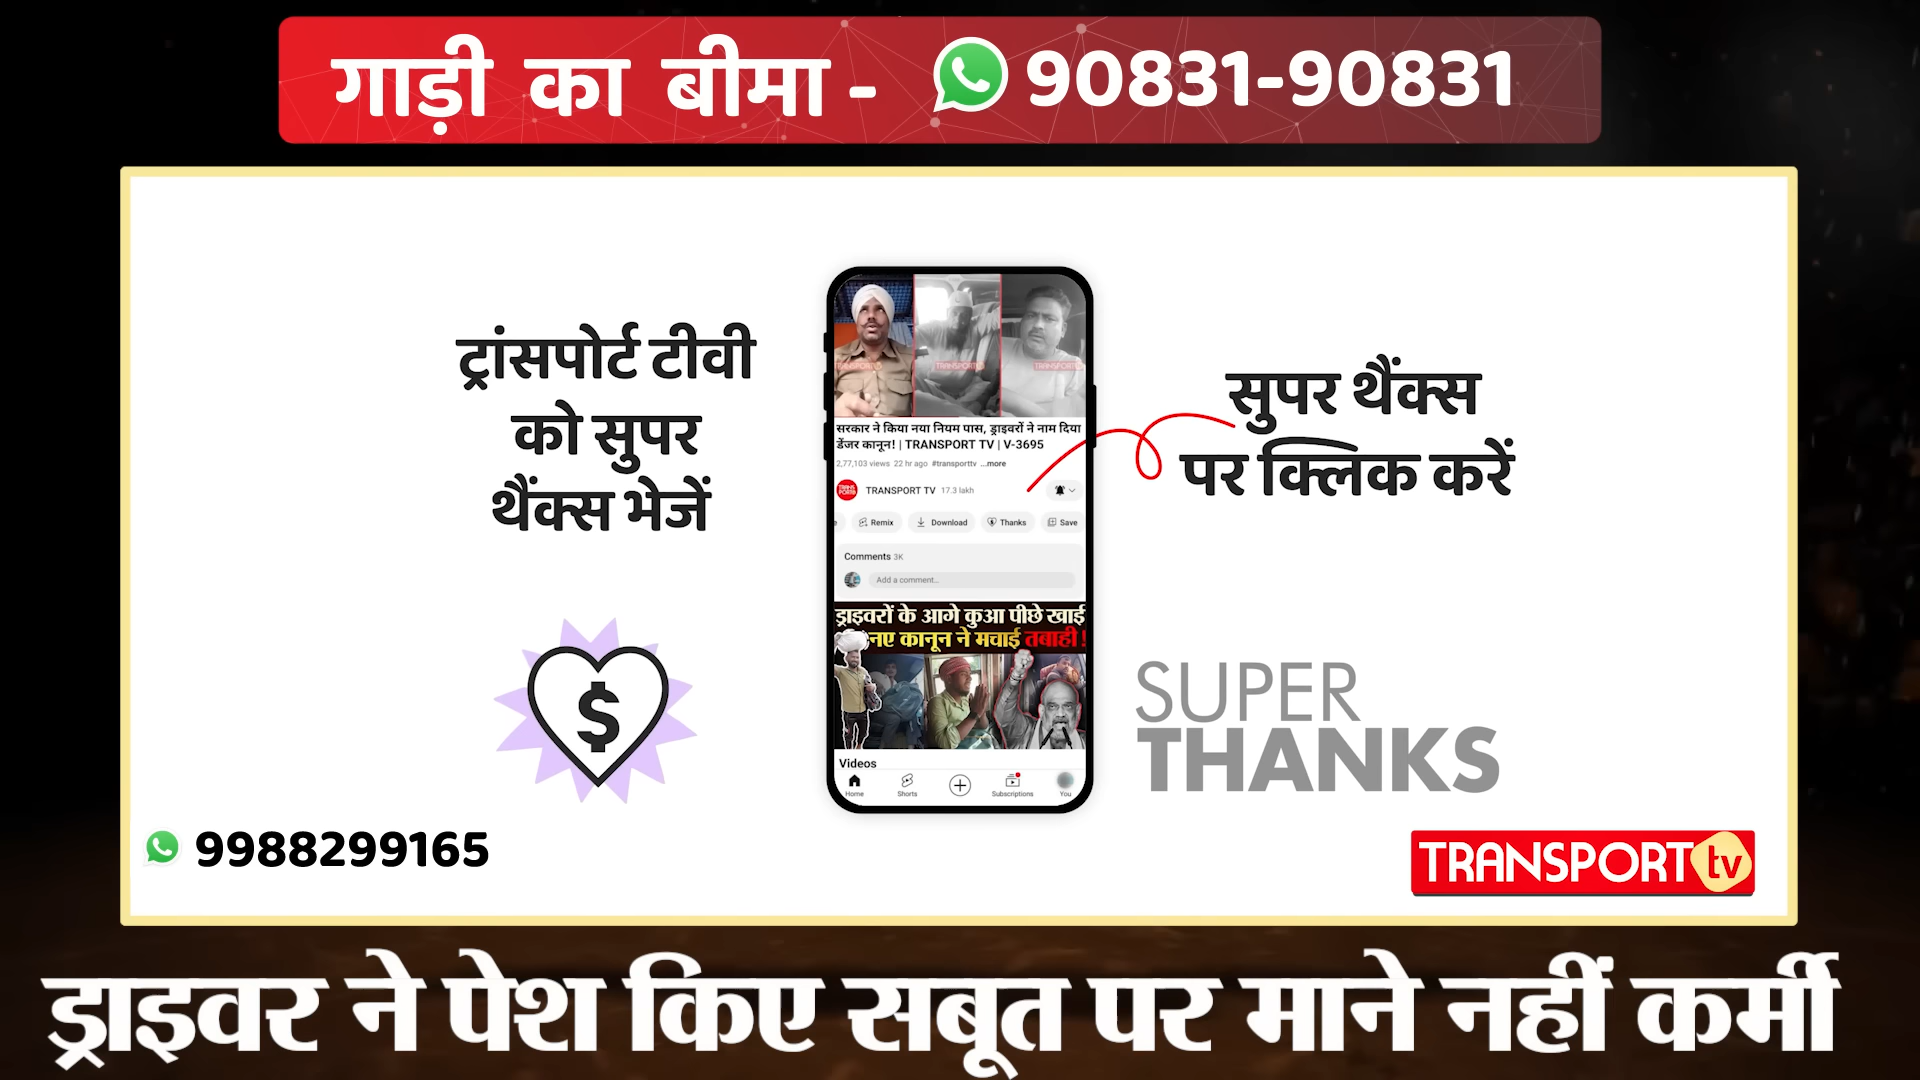 गाड़ी का बीमा - 90831-90831
ट्रांसपोर्ट टीवी
को सुपर
थैंक्स भेजें
सुपर थैंक्स
पर क्लिक करें
TRANSPORT
TRANSPORT
TRANSPORT
सरकार ने किया नया नियम पास, ड्राइवरों ने नाम दिया
डेंजर कानून! | TRANSPORT TV | V-3695
2,77,103 views 22 hr ago #transporttv ...more
TRANSPORT TV 17.3 lakh
Remix Download Thanks Save
Comments 3K
Add a comment...
ड्राइवरों के आगे कुआ पीछे खाई
नए कानून ने मचाई तबाही!
Videos
Home Shorts Subscriptions You
$
SUPER
THANKS
9988299165
TRANSPORT tv
ड्राइवर ने पेश किए सबूत पर माने नहीं कर्मी